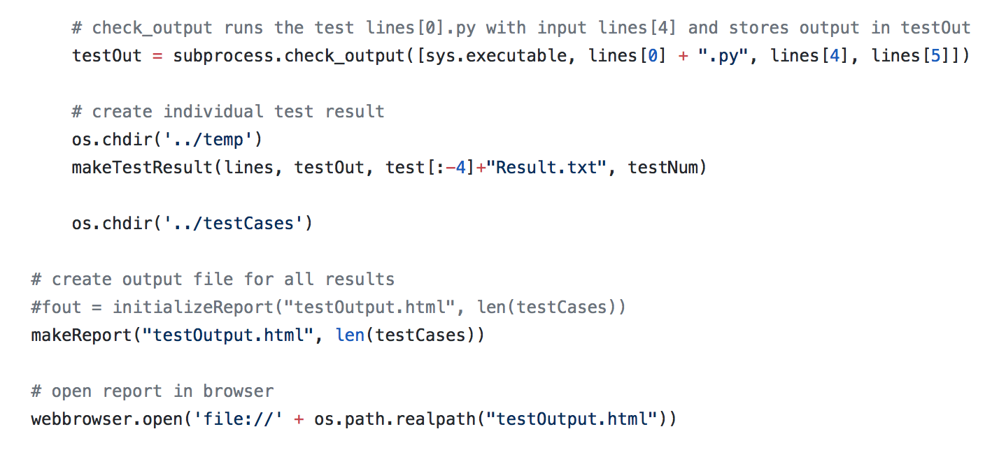 # check_output runs the test lines[0].py with input lines[4] and stores output in testOut
testOut = subprocess.check_output([sys.executable, lines[0] + ".py", lines[4], lines[5]])
# create individual test result
os.chdir('../temp')
makeTestResult(lines, testOut, test[:-4]+"Result.txt", testNum)
os.chdir('../testCases')
# create output file for all results
#fout = initializeReport("testOutput.html", len(testCases))
makeReport("testOutput.html", len(testCases))
# open report in browser
webbrowser.open('file://' + os.path.realpath("testOutput.html"))